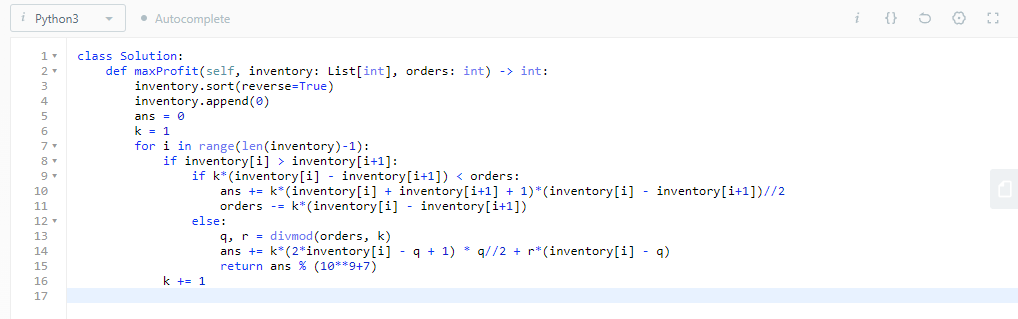 i Python3 Autocomplete i {}
1 class Solution:
2 def maxProfit(self, inventory: List[int], orders: int) -> int:
3 inventory.sort(reverse=True)
4 inventory.append(0)
5 ans = 0
6 k = 1
7 for i in range(len(inventory)-1):
8 if inventory[i] > inventory[i+1]:
9 if k*(inventory[i] - inventory[i+1]) < orders:
10 ans += k*(inventory[i] + inventory[i+1] + 1)*(inventory[i] - inventory[i+1])//2
11 orders -= k*(inventory[i] - inventory[i+1])
12 else:
13 q, r = divmod(orders, k)
14 ans += k*(2*inventory[i] - q + 1) * q//2 + r*(inventory[i] - q)
15 return ans % (10**9+7)
16 k += 1
17